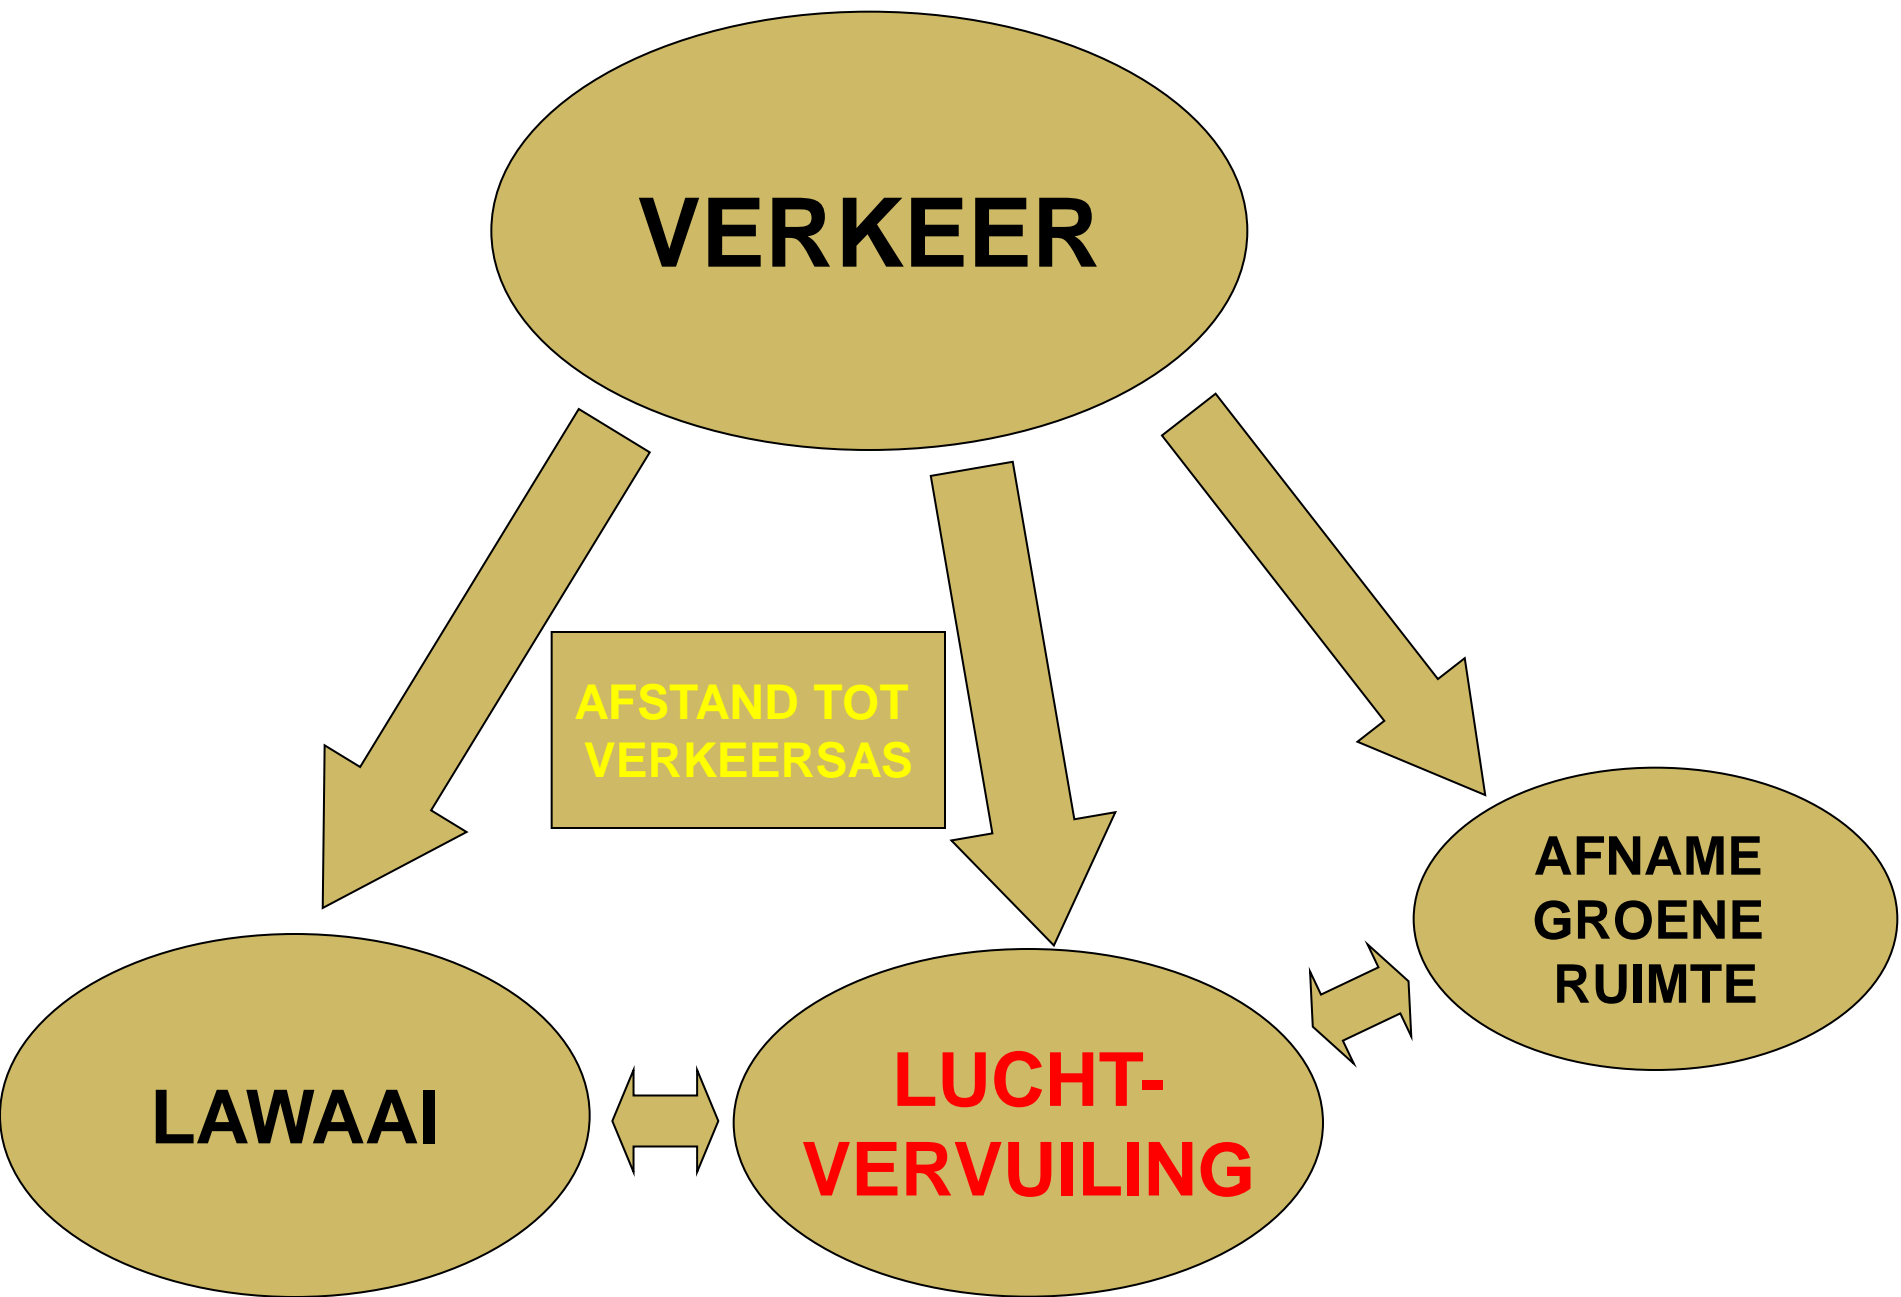 VERKEER
AFSTAND TOT
VERKEERSAS
AFNAME
GROENE
RUIMTE
LAWAAI
LUCHT-
VERVUILING